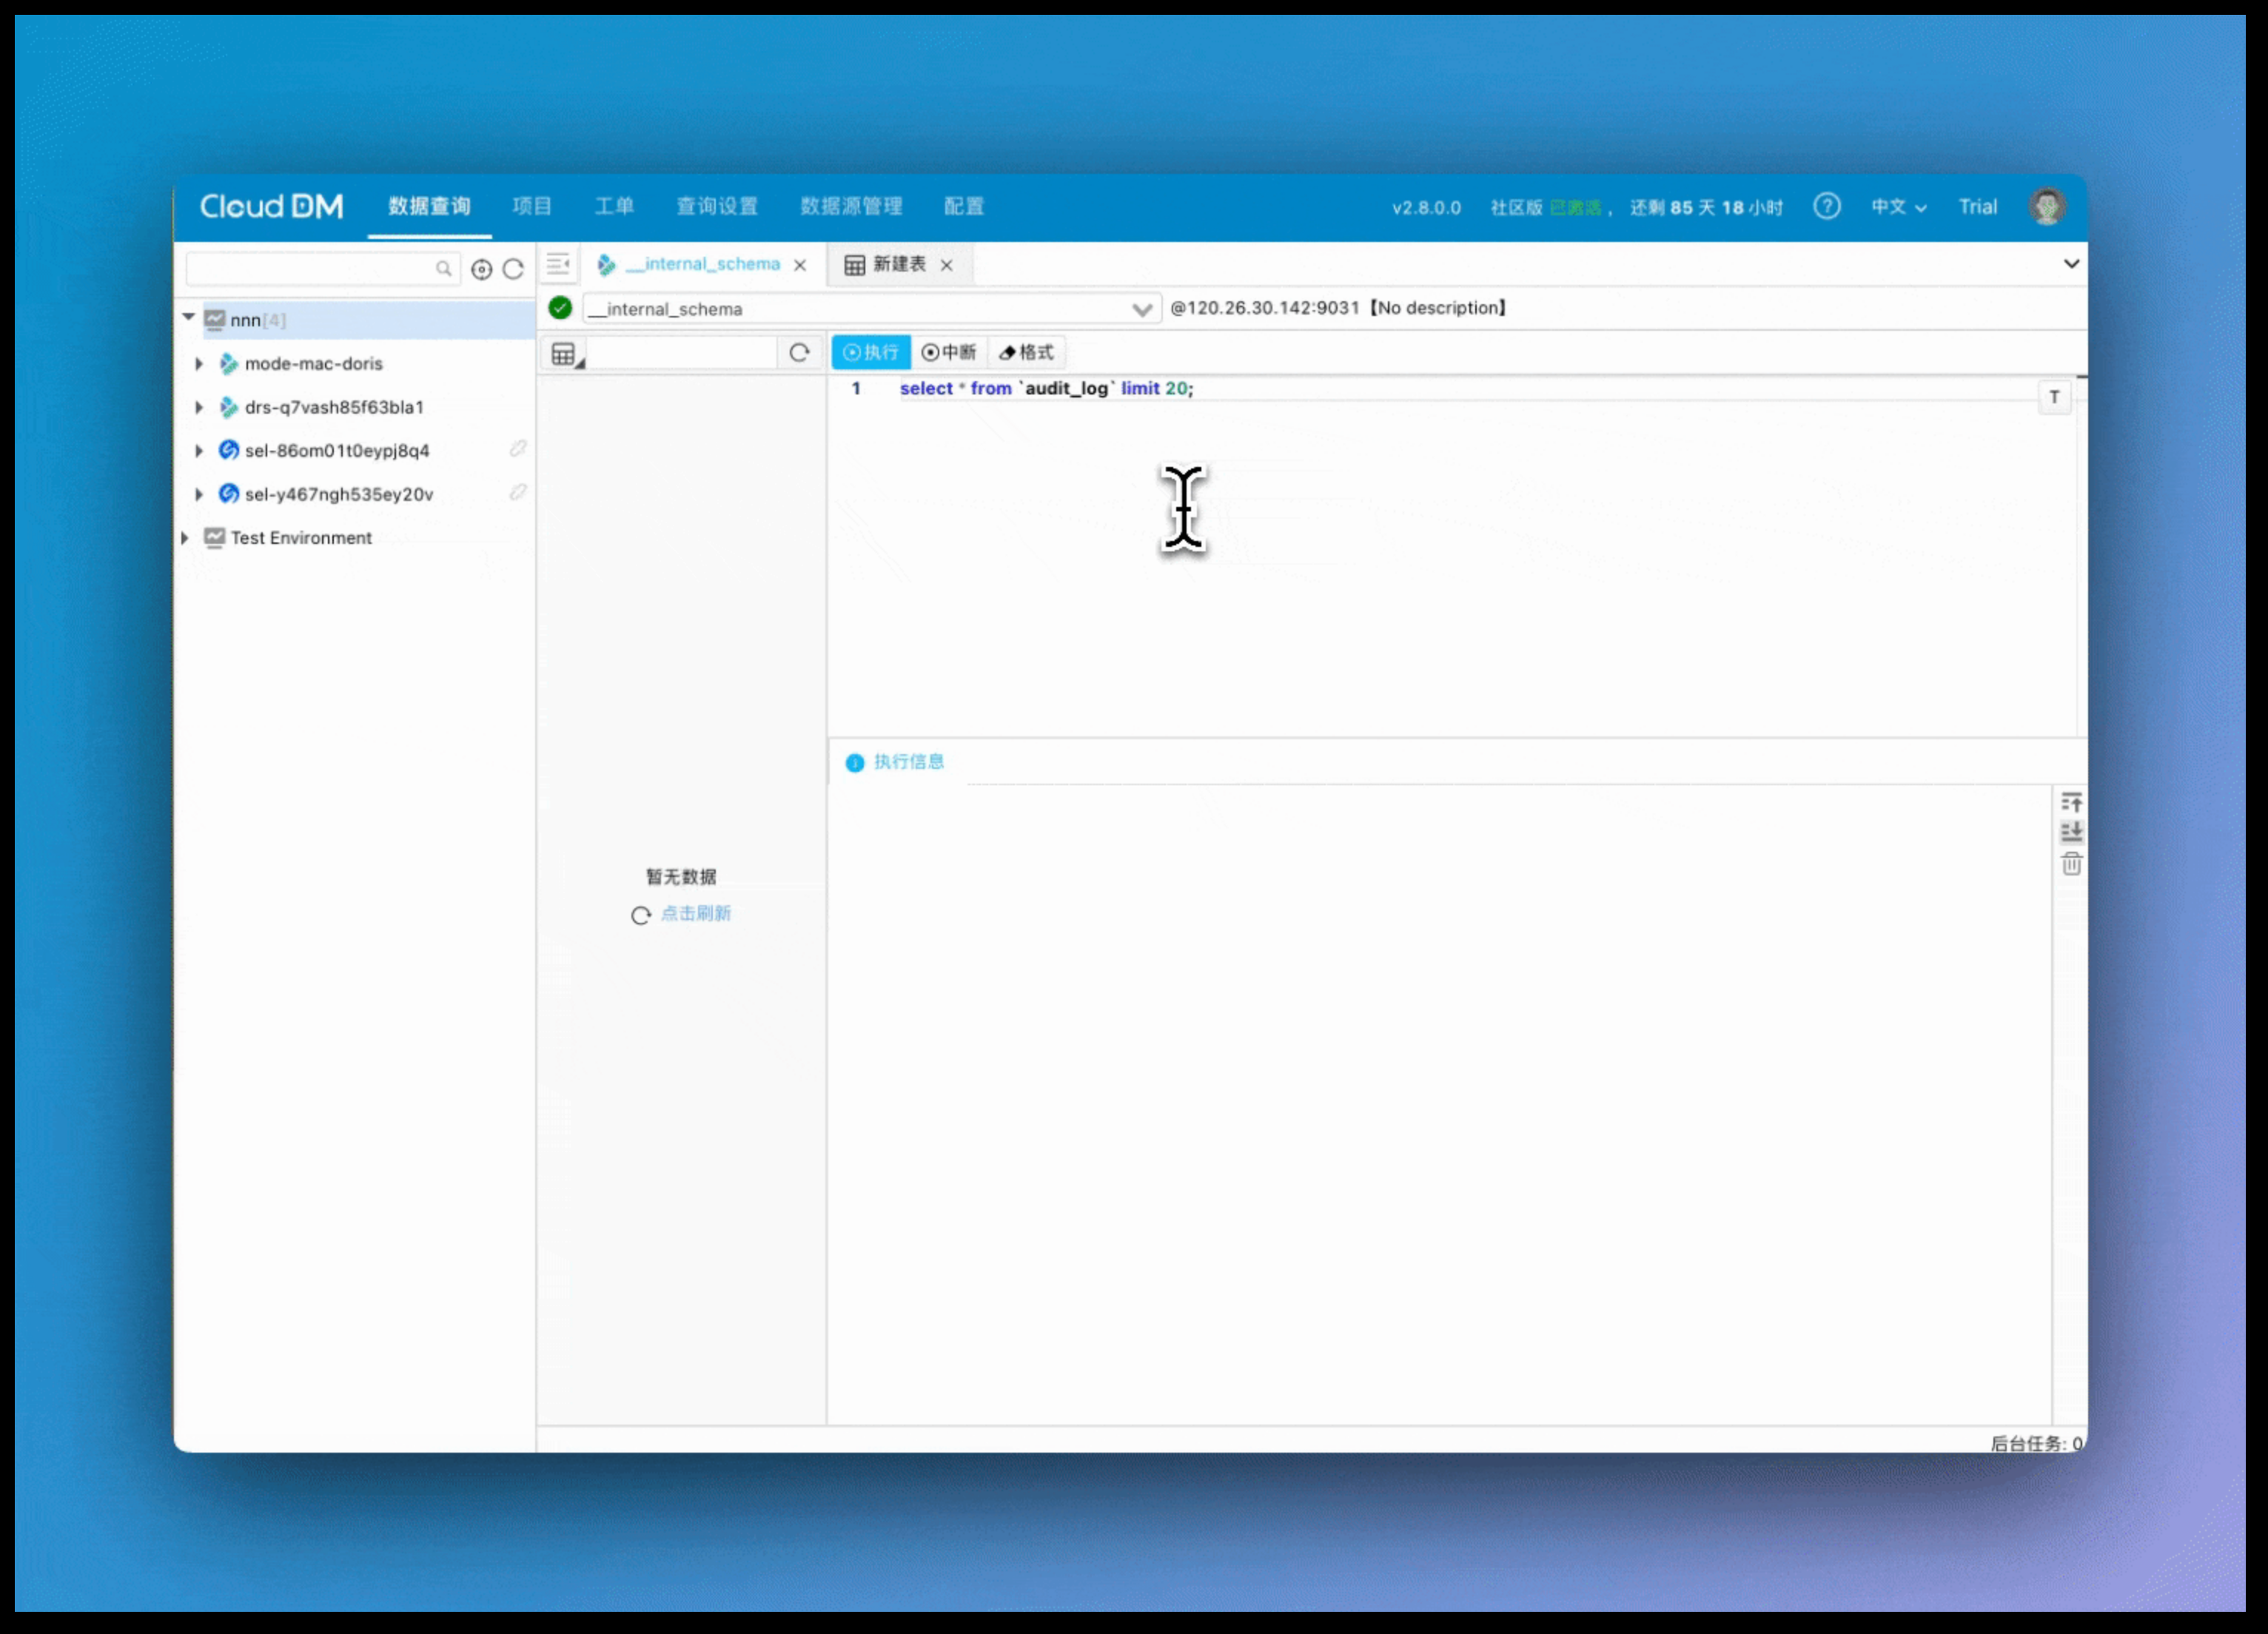 Cloud DM 数据查询 项目 工单 查询设置 数据源管理 配置 v2.8.0.0 社区版 已激活， 还剩 85 天 18 小时 ? 中文 Trial
__internal_schema 新建表
nnn[4]
mode-mac-doris
drs-q7vash85f63bla1
sel-86om01t0eypj8q4
sel-y467ngh535ey20v
Test Environment
__internal_schema @120.26.30.142:9031【No description】
执行 中断 格式
1 select * from `audit_log` limit 20;
T
执行信息
暂无数据
点击刷新
后台任务: 0